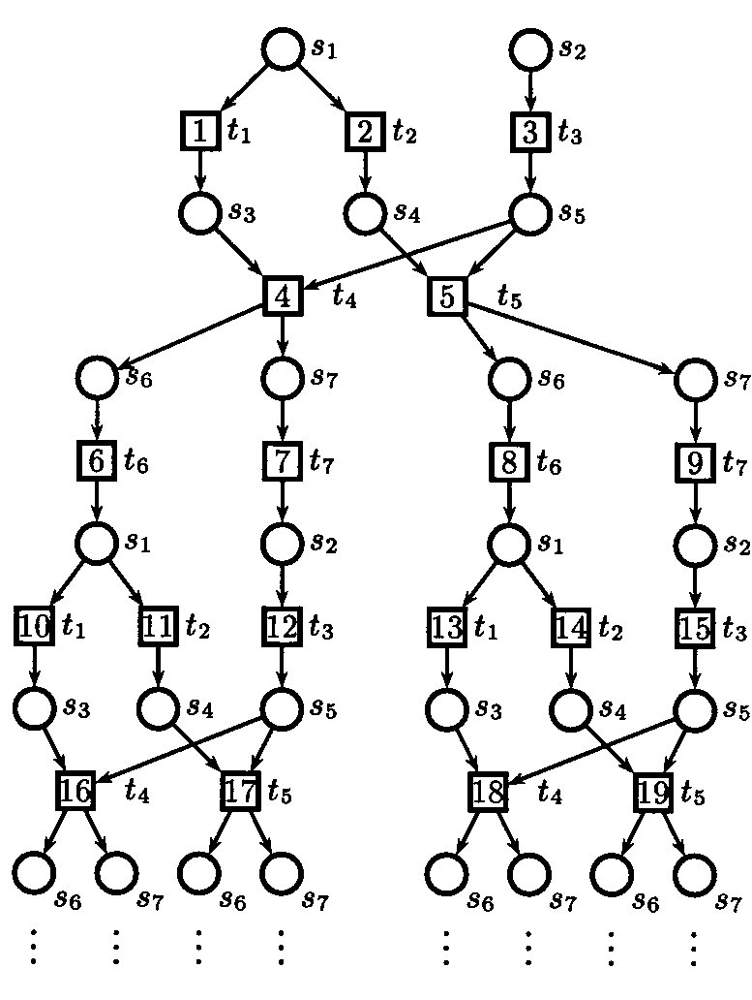 s1 s2
1 t1 2 t2 3 t3
s3 s4 s5
4 t4 5 t5
s6 s7 s6 s7
6 t6 7 t7 8 t6 9 t7
s1 s2 s1 s2
10 t1 11 t2 12 t3 13 t1 14 t2 15 t3
s3 s4 s5 s3 s4 s5
16 t4 17 t5 18 t4 19 t5
s6 s7 s6 s7 s6 s7 s6 s7